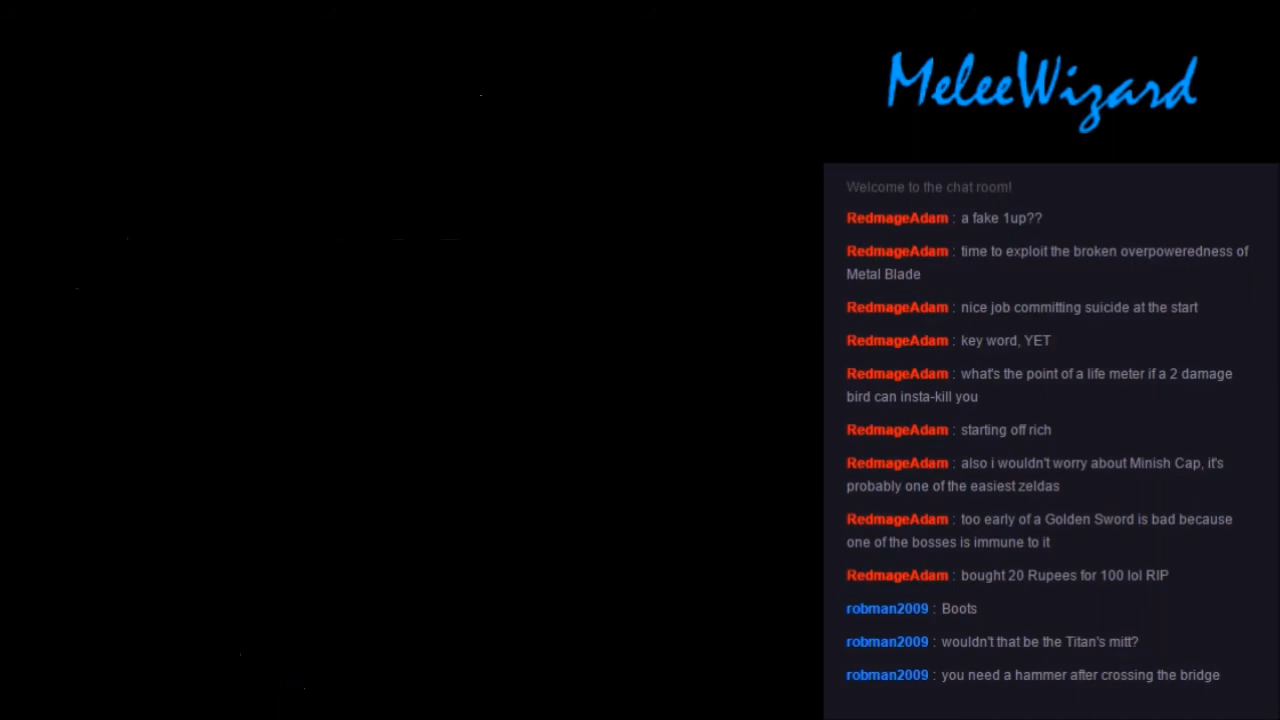 MeleeWizard
Welcome to the chat room!
RedmageAdam : a fake 1up??
RedmageAdam : time to exploit the broken overpoweredness of
Metal Blade
RedmageAdam : nice job committing suicide at the start
RedmageAdam : key word, YET
RedmageAdam : what's the point of a life meter if a 2 damage
bird can insta-kill you
RedmageAdam : starting off rich
RedmageAdam : also i wouldn't worry about Minish Cap, it's
probably one of the easiest zeldas
RedmageAdam : too early of a Golden Sword is bad because
one of the bosses is immune to it
RedmageAdam : bought 20 Rupees for 100 lol RIP
robman2009 : Boots
robman2009 : wouldn't that be the Titan's mitt?
robman2009 : you need a hammer after crossing the bridge